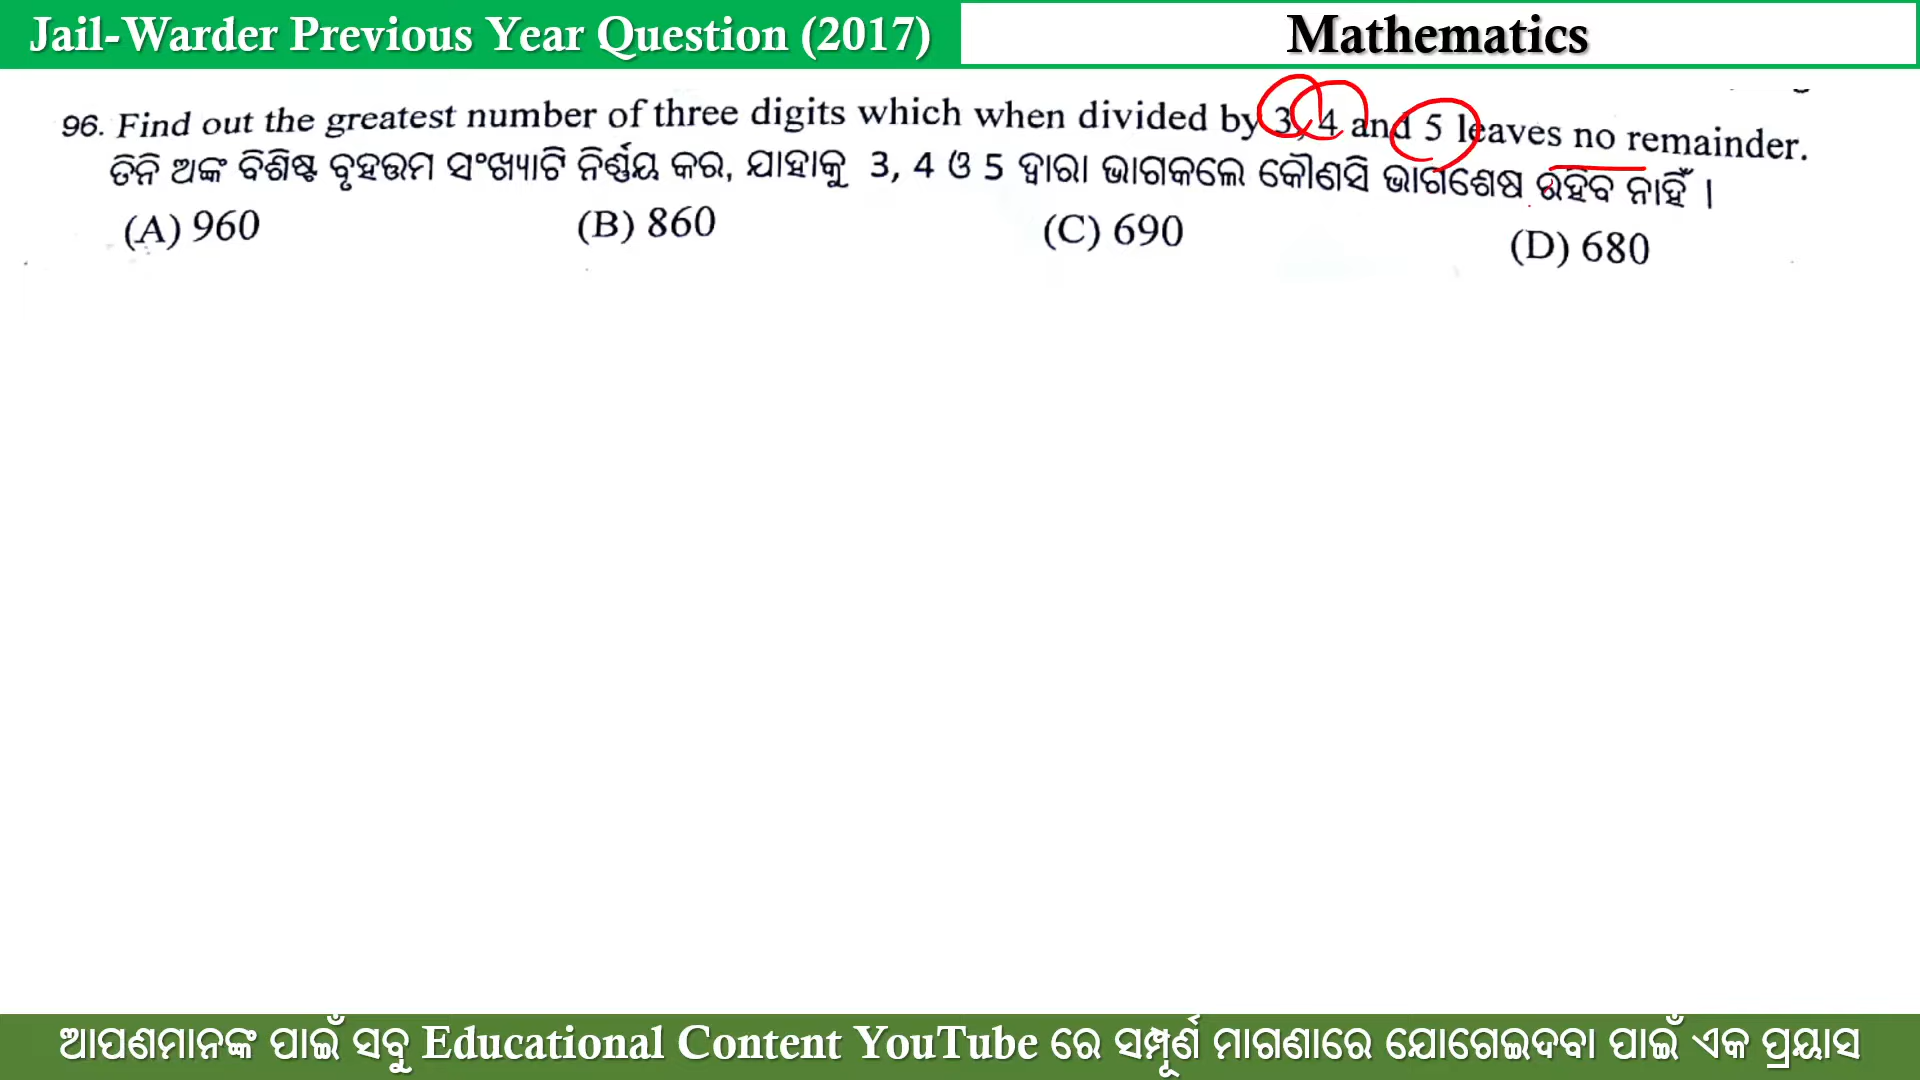 Jail-Warder Previous Year Question (2017)
Mathematics
96. Find out the greatest number of three digits which when divided by 3, 4 and 5 leaves no remainder.
ତିନି ଅଙ୍କ ବିଶିଷ୍ଟ ବୃହତ୍ତମ ସଂଖ୍ୟାଟି ନିର୍ଣ୍ଣୟ କର, ଯାହାକୁ 3, 4 ଓ 5 ଦ୍ୱାରା ଭାଗକଲେ କୌଣସି ଭାଗଶେଷ ରହିବ ନାହିଁ ।
(A) 960 (B) 860 (C) 690 (D) 680
ଆପଣମାନଙ୍କ ପାଇଁ ସବୁ Educational Content YouTube ରେ ସମ୍ପୂର୍ଣ ମାଗଣାରେ ଯୋଗେଇଦବା ପାଇଁ ଏକ ପ୍ରୟାସ